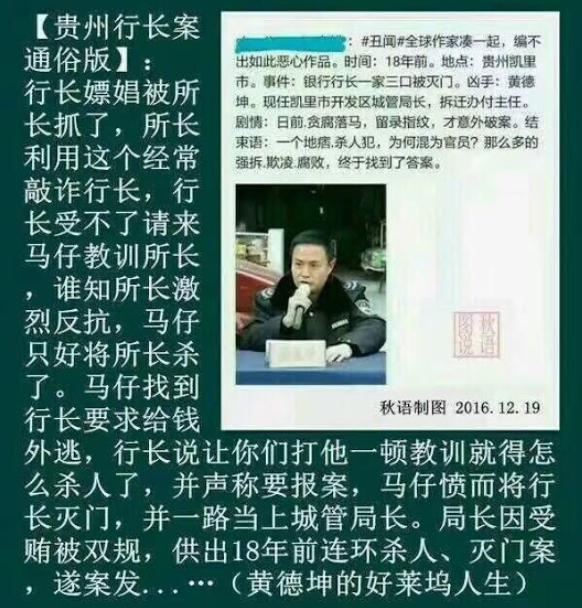 【贵州行长案
通俗版】：
行长嫖娼被所
长抓了，所长
利用这个经常
敲诈行长，行
长受不了请来
马仔教训所长
，谁知所长激
烈反抗，马仔
只好将所长杀
了。马仔找到
行长要求给钱
外逃，行长说让你们打他一顿教训就得怎
么杀人了，并声称要报案，马仔愤而将行
长灭门，并一路当上城管局长。局长因受
贿被双规，供出18年前连环杀人、灭门案
，遂案发...…（黄德坤的好莱坞人生）
：#丑闻#全球作家凑一起，编不
出如此恶心作品。时间：18年前。地点：贵州凯里
市。事件：银行行长一家三口被灭门。凶手：黄德
坤。现任凯里市开发区城管局长，拆迁办付主任。
剧情：日前.贪腐落马，留录指纹，才意外破案。结
束语：一个地痞.杀人犯，为何混为官员？那么多的
强拆.欺凌.腐败，终于找到了答案。
秋语图说
秋语制图 2016.12.19